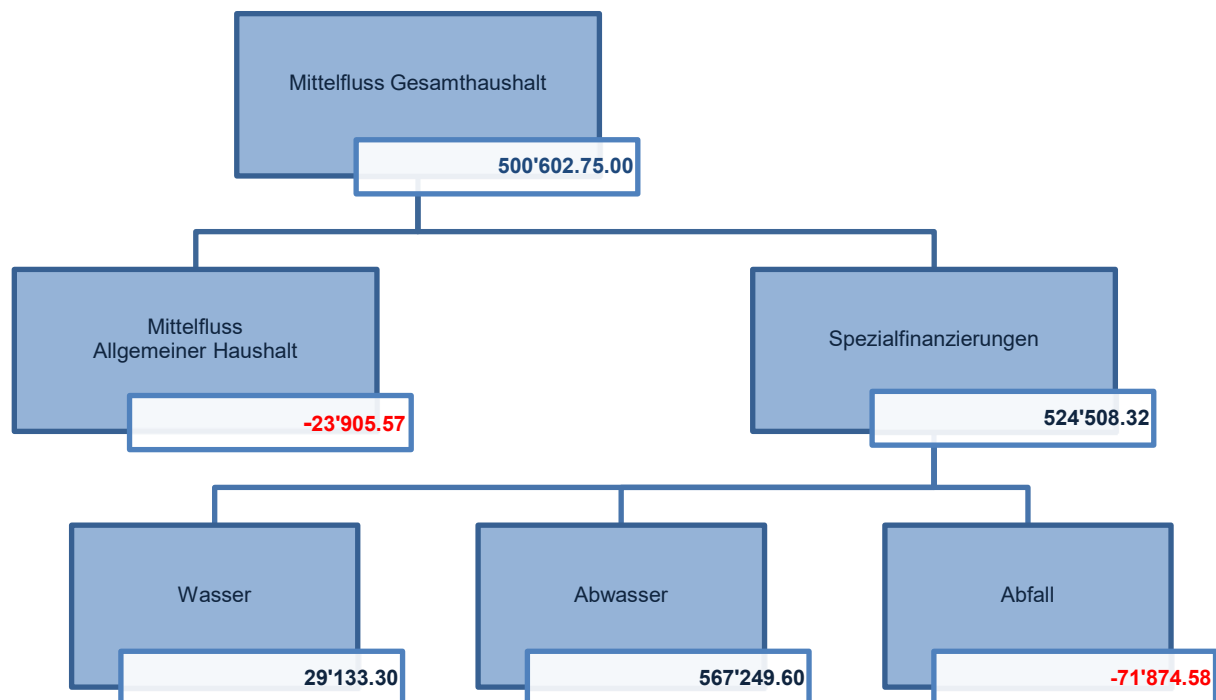 Mittelfluss Gesamthaushalt
500'602.75.00
Mittelfluss
Allgemeiner Haushalt
-23'905.57
Spezialfinanzierungen
524'508.32
Wasser
29'133.30
Abwasser
567'249.60
Abfall
-71'874.58